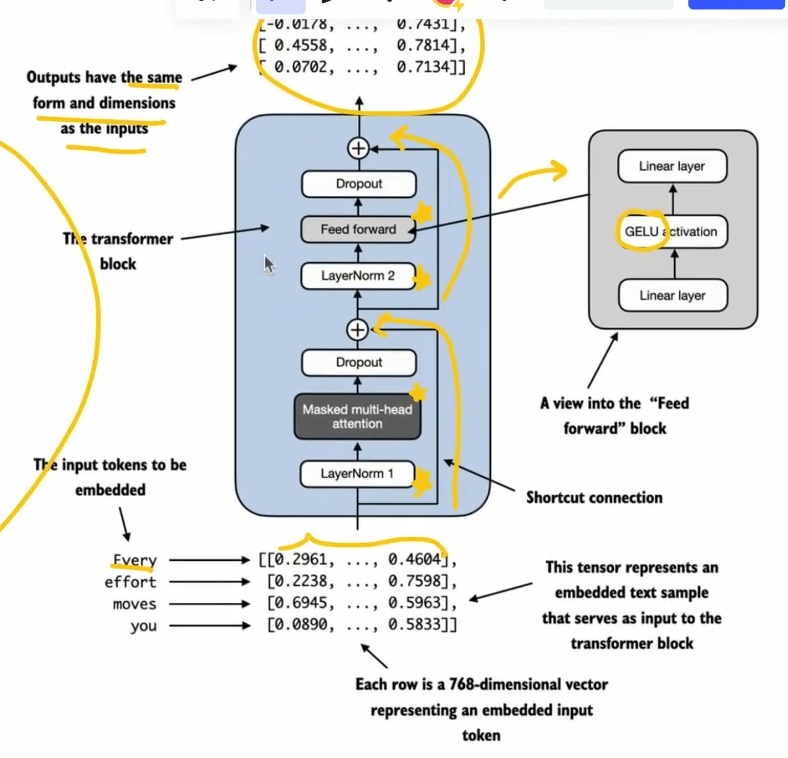 [-0.0178, ..., 0.7431],
[ 0.4558, ..., 0.7814],
[ 0.0702, ..., 0.7134]]
Outputs have the same
form and dimensions
as the inputs
Dropout
Feed forward
LayerNorm 2
Dropout
Masked multi-head
attention
LayerNorm 1
The transformer
block
Linear layer
GELU activation
Linear layer
A view into the “Feed
forward” block
Shortcut connection
The input tokens to be
embedded
Every [[0.2961, ..., 0.4604],
effort [0.2238, ..., 0.7598],
moves [0.6945, ..., 0.5963],
you [0.0890, ..., 0.5833]]
This tensor represents an
embedded text sample
that serves as input to the
transformer block
Each row is a 768-dimensional vector
representing an embedded input
token